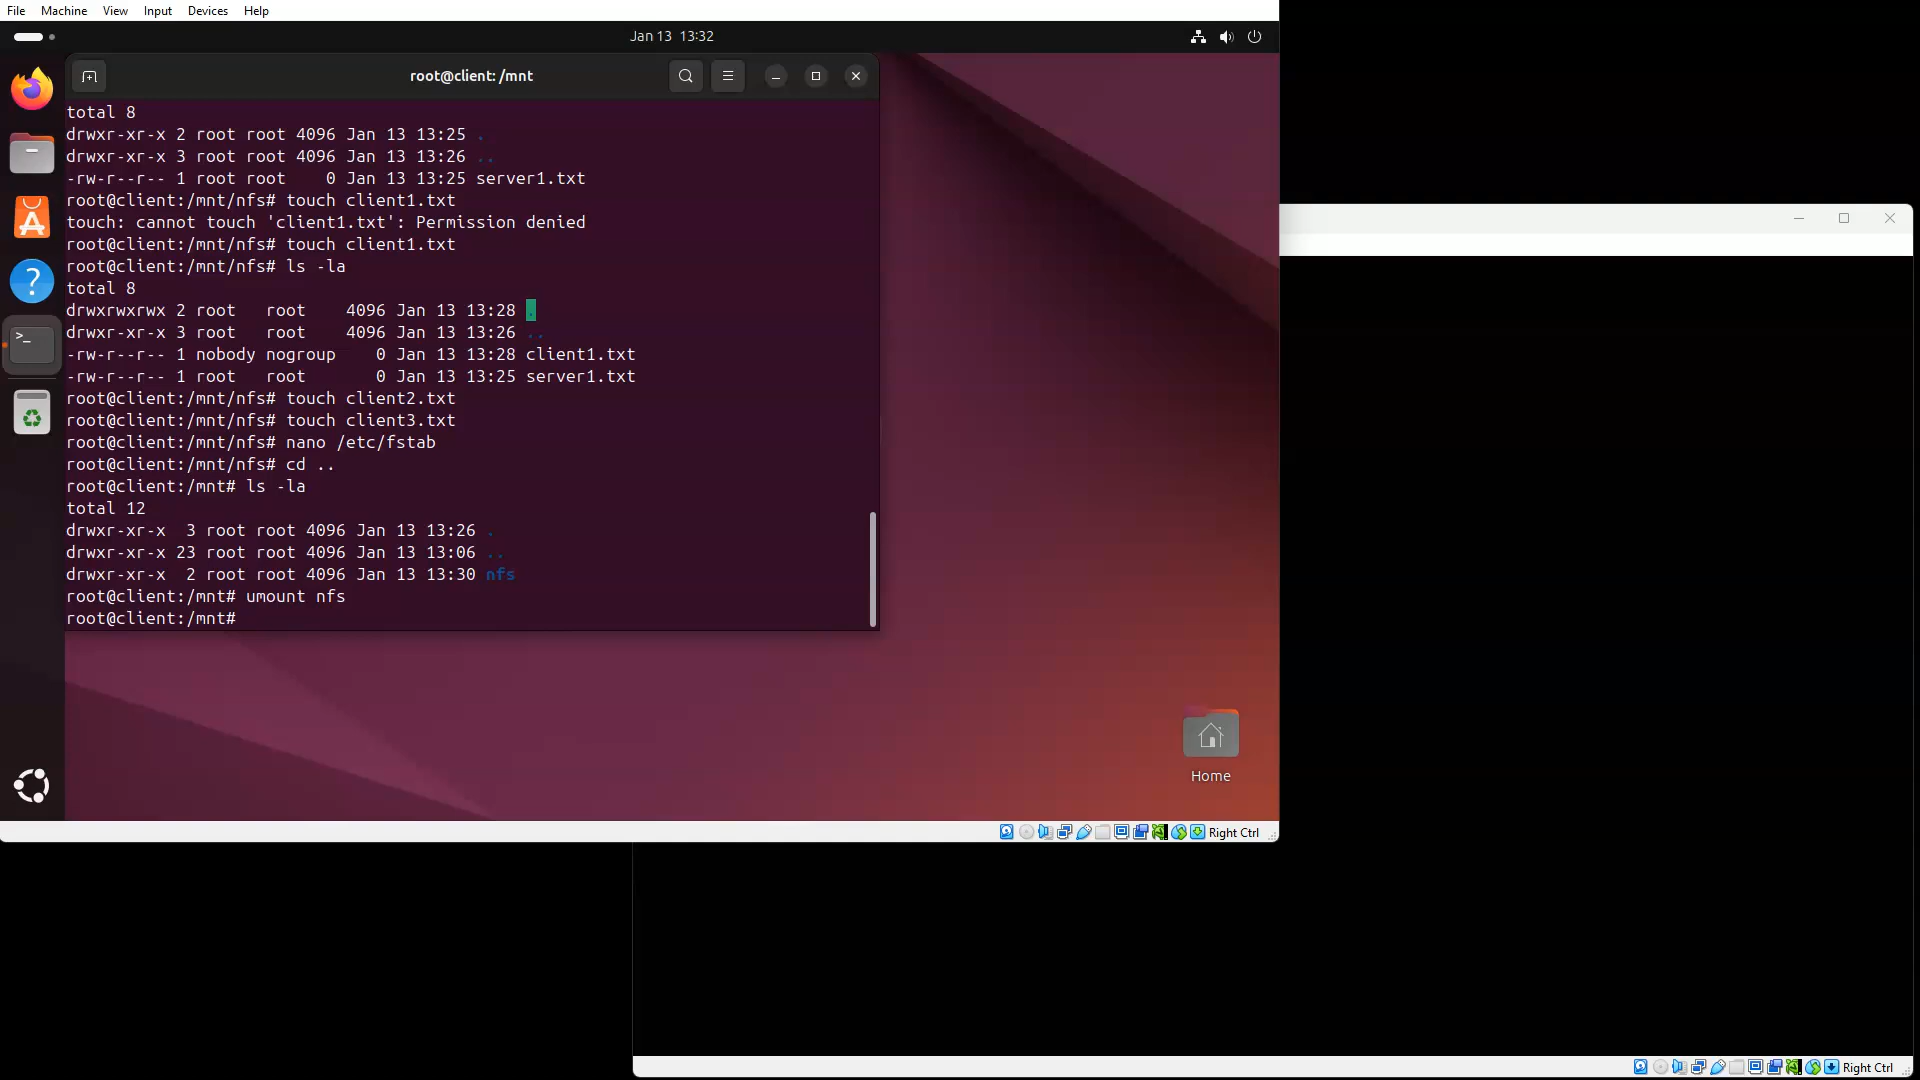 File Machine View Input Devices Help
Jan 13 13:32
root@client: /mnt
total 8
drwxr-xr-x 2 root root 4096 Jan 13 13:25 .
drwxr-xr-x 3 root root 4096 Jan 13 13:26 ..
-rw-r--r-- 1 root root    0 Jan 13 13:25 server1.txt
root@client:/mnt/nfs# touch client1.txt
touch: cannot touch 'client1.txt': Permission denied
root@client:/mnt/nfs# touch client1.txt
root@client:/mnt/nfs# ls -la
total 8
drwxrwxrwx 2 root   root    4096 Jan 13 13:28 .
drwxr-xr-x 3 root   root    4096 Jan 13 13:26 ..
-rw-r--r-- 1 nobody nogroup    0 Jan 13 13:28 client1.txt
-rw-r--r-- 1 root   root       0 Jan 13 13:25 server1.txt
root@client:/mnt/nfs# touch client2.txt
root@client:/mnt/nfs# touch client3.txt
root@client:/mnt/nfs# nano /etc/fstab
root@client:/mnt/nfs# cd ..
root@client:/mnt# ls -la
total 12
drwxr-xr-x  3 root root 4096 Jan 13 13:26 .
drwxr-xr-x 23 root root 4096 Jan 13 13:06 ..
drwxr-xr-x  2 root root 4096 Jan 13 13:30 nfs
root@client:/mnt# umount nfs
root@client:/mnt#
Home
Right Ctrl
Right Ctrl